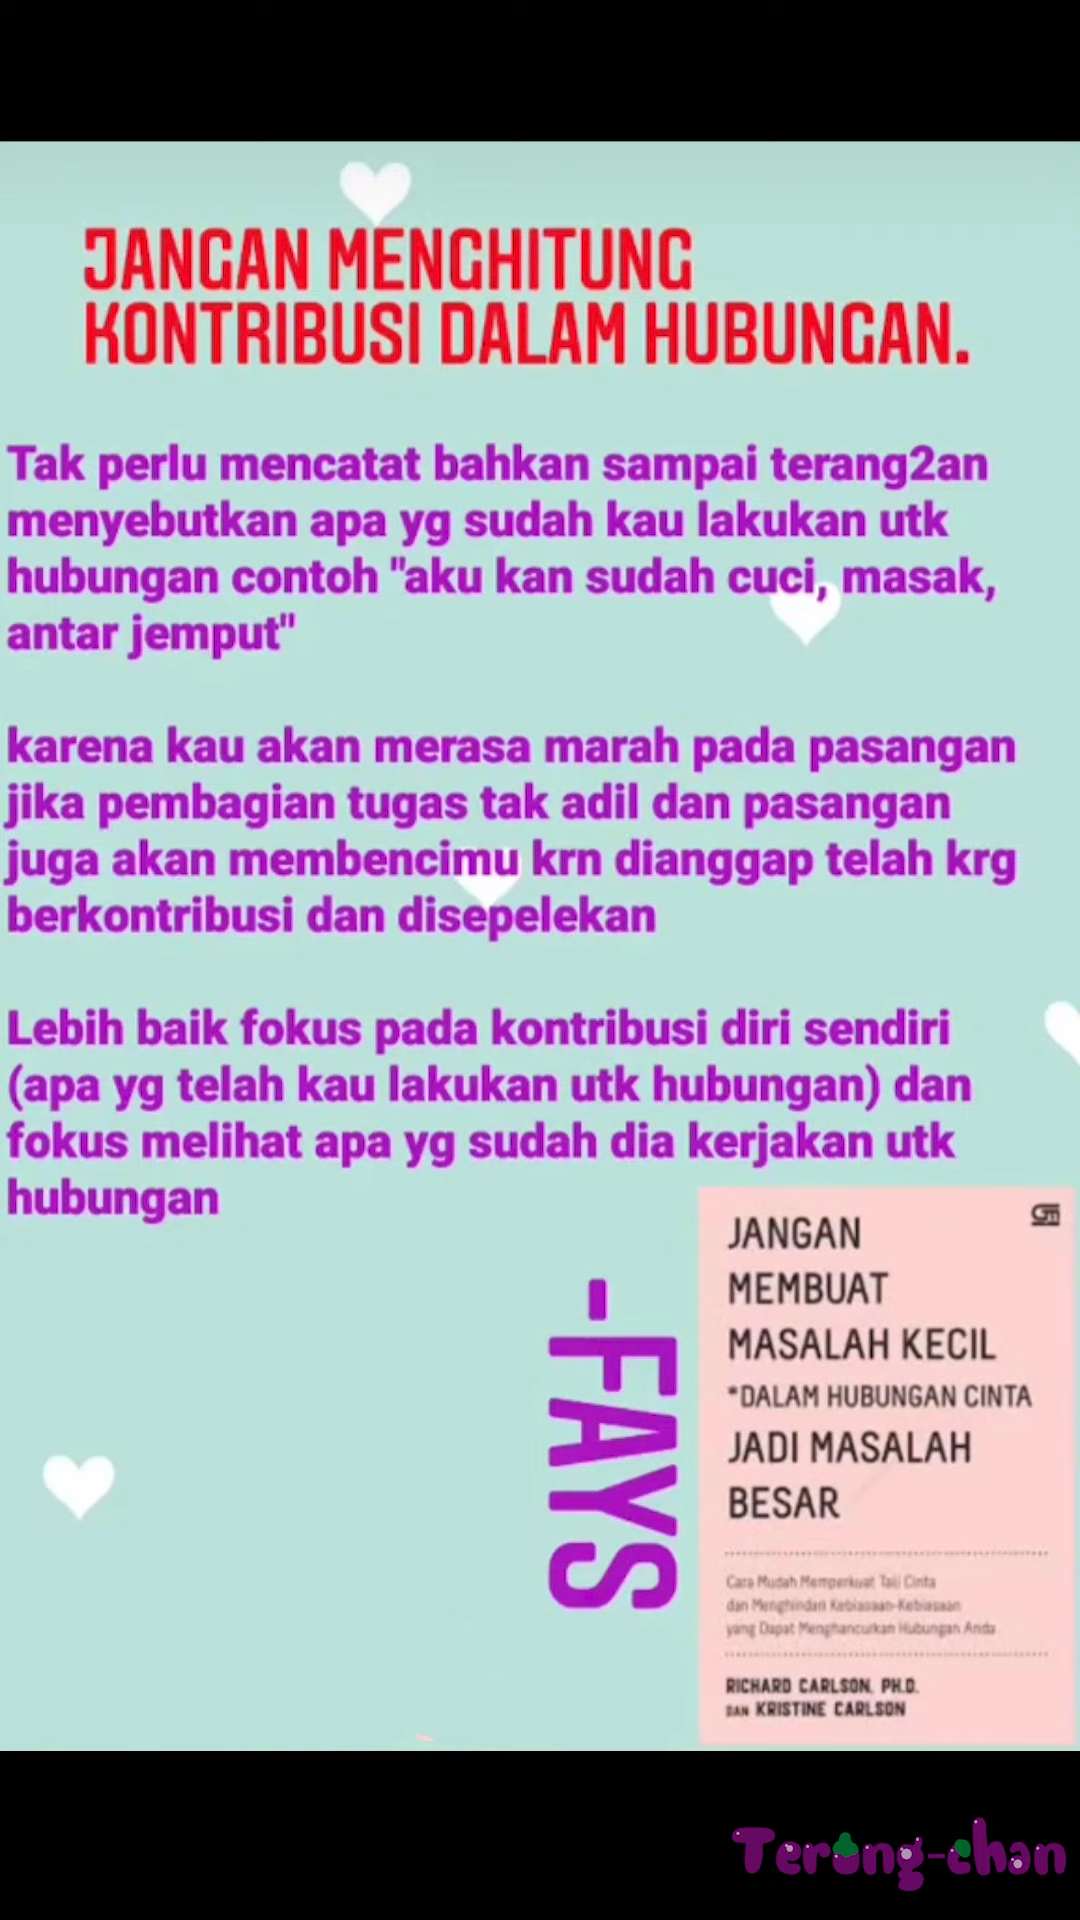 JANGAN MENGHITUNG
KONTRIBUSI DALAM HUBUNGAN.
Tak perlu mencatat bahkan sampai terang2an
menyebutkan apa yg sudah kau lakukan utk
hubungan contoh "aku kan sudah cuci, masak,
antar jemput"
karena kau akan merasa marah pada pasangan
jika pembagian tugas tak adil dan pasangan
juga akan membencimu krn dianggap telah krg
berkontribusi dan disepelekan
Lebih baik fokus pada kontribusi diri sendiri
(apa yg telah kau lakukan utk hubungan) dan
fokus melihat apa yg sudah dia kerjakan utk
hubungan
-FAYS
GM
JANGAN
MEMBUAT
MASALAH KECIL
*DALAM HUBUNGAN CINTA
JADI MASALAH
BESAR
Cara Mudah Memperkuat Tali Cinta
dan Menghindari Kebiasaan-Kebiasaan
yang Dapat Menghancurkan Hubungan Anda
RICHARD CARLSON, PH.D.
DAN KRISTINE CARLSON
Terong-chan